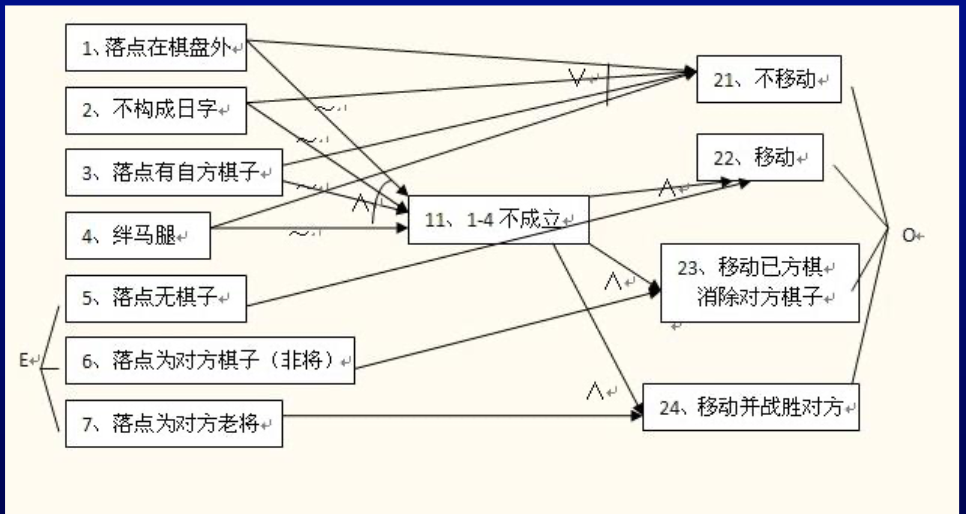 1、落点在棋盘外
2、不构成日字
3、落点有自方棋子
4、绊马腿
5、落点无棋子
6、落点为对方棋子（非将）
7、落点为对方老将
E
11、1-4 不成立
～
～
～
～
∧
∨
∧
∧
∧
21、不移动
22、移动
23、移动已方棋
消除对方棋子
24、移动并战胜对方
O